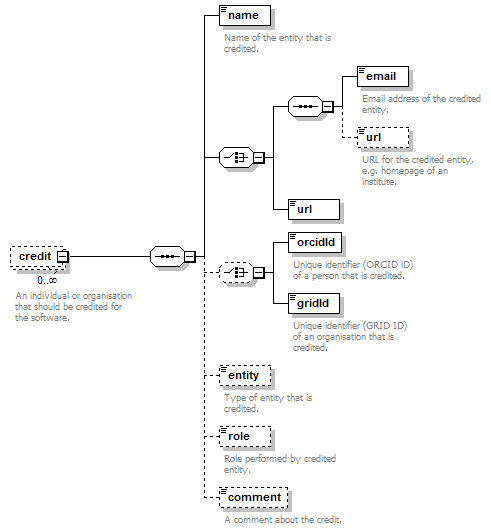 name
Name of the entity that is
credited.
email
Email address of the credited
entity.
url
URL for the credited entity,
e.g. homepage of an
institute.
url
credit
0..∞
An individual or organisation
that should be credited for
the software.
orcidId
Unique identifier (ORCID iD)
of a person that is credited.
gridId
Unique identifier (GRID ID)
of an organisation that is
credited.
entity
Type of entity that is
credited.
role
Role performed by credited
entity.
comment
A comment about the credit.